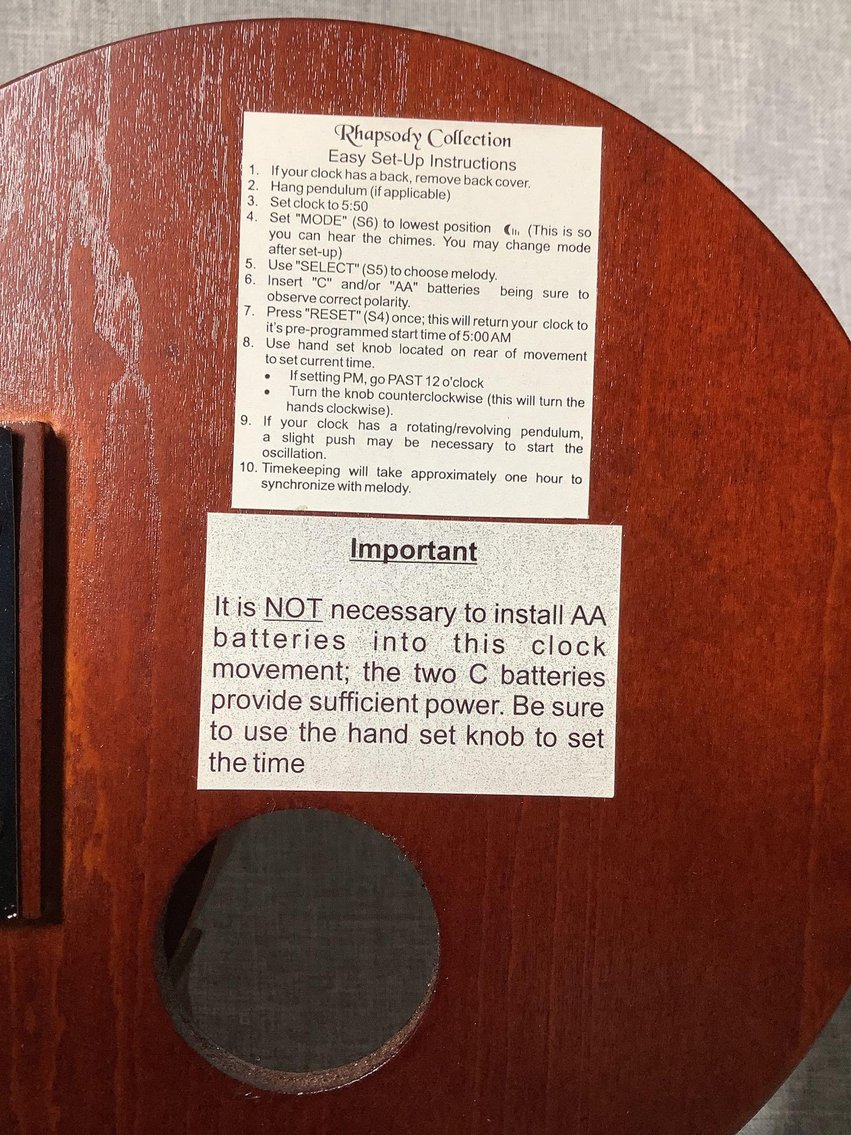 Rhapsody Collection
Easy Set-Up Instructions
1. If your clock has a back, remove back cover.
2. Hang pendulum (if applicable)
3. Set clock to 5:50
4. Set "MODE" (S6) to lowest position (This is so
you can hear the chimes. You may change mode
after set-up)
5. Use "SELECT" (S5) to choose melody.
6. Insert "C" and/or "AA" batteries being sure to
observe correct polarity.
7. Press "RESET" (S4) once; this will return your clock to
it's pre-programmed start time of 5:00 AM
8. Use hand set knob located on rear of movement
to set current time.
• If setting PM, go PAST 12 o'clock
• Turn the knob counterclockwise (this will turn the
hands clockwise).
9. If your clock has a rotating/revolving pendulum,
a slight push may be necessary to start the
oscillation.
10. Timekeeping will take approximately one hour to
synchronize with melody.
Important
It is NOT necessary to install AA
batteries into this clock
movement; the two C batteries
provide sufficient power. Be sure
to use the hand set knob to set
the time